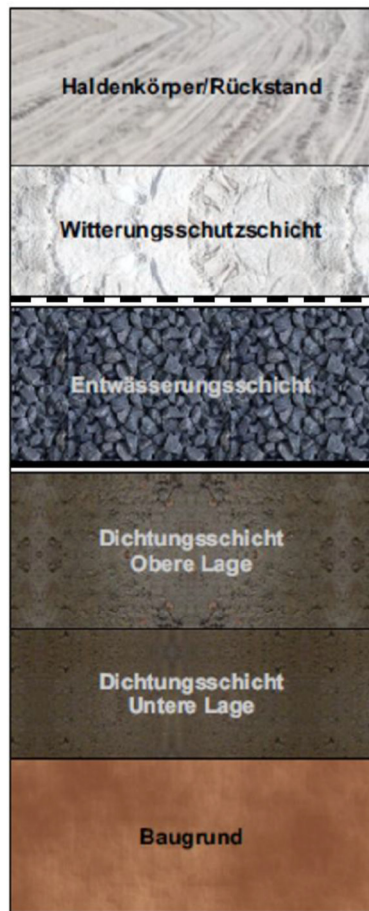 Haldenkörper/Rückstand
Witterungsschutzschicht
Entwässerungsschicht
Dichtungsschicht
Obere Lage
Dichtungsschicht
Untere Lage
Baugrund